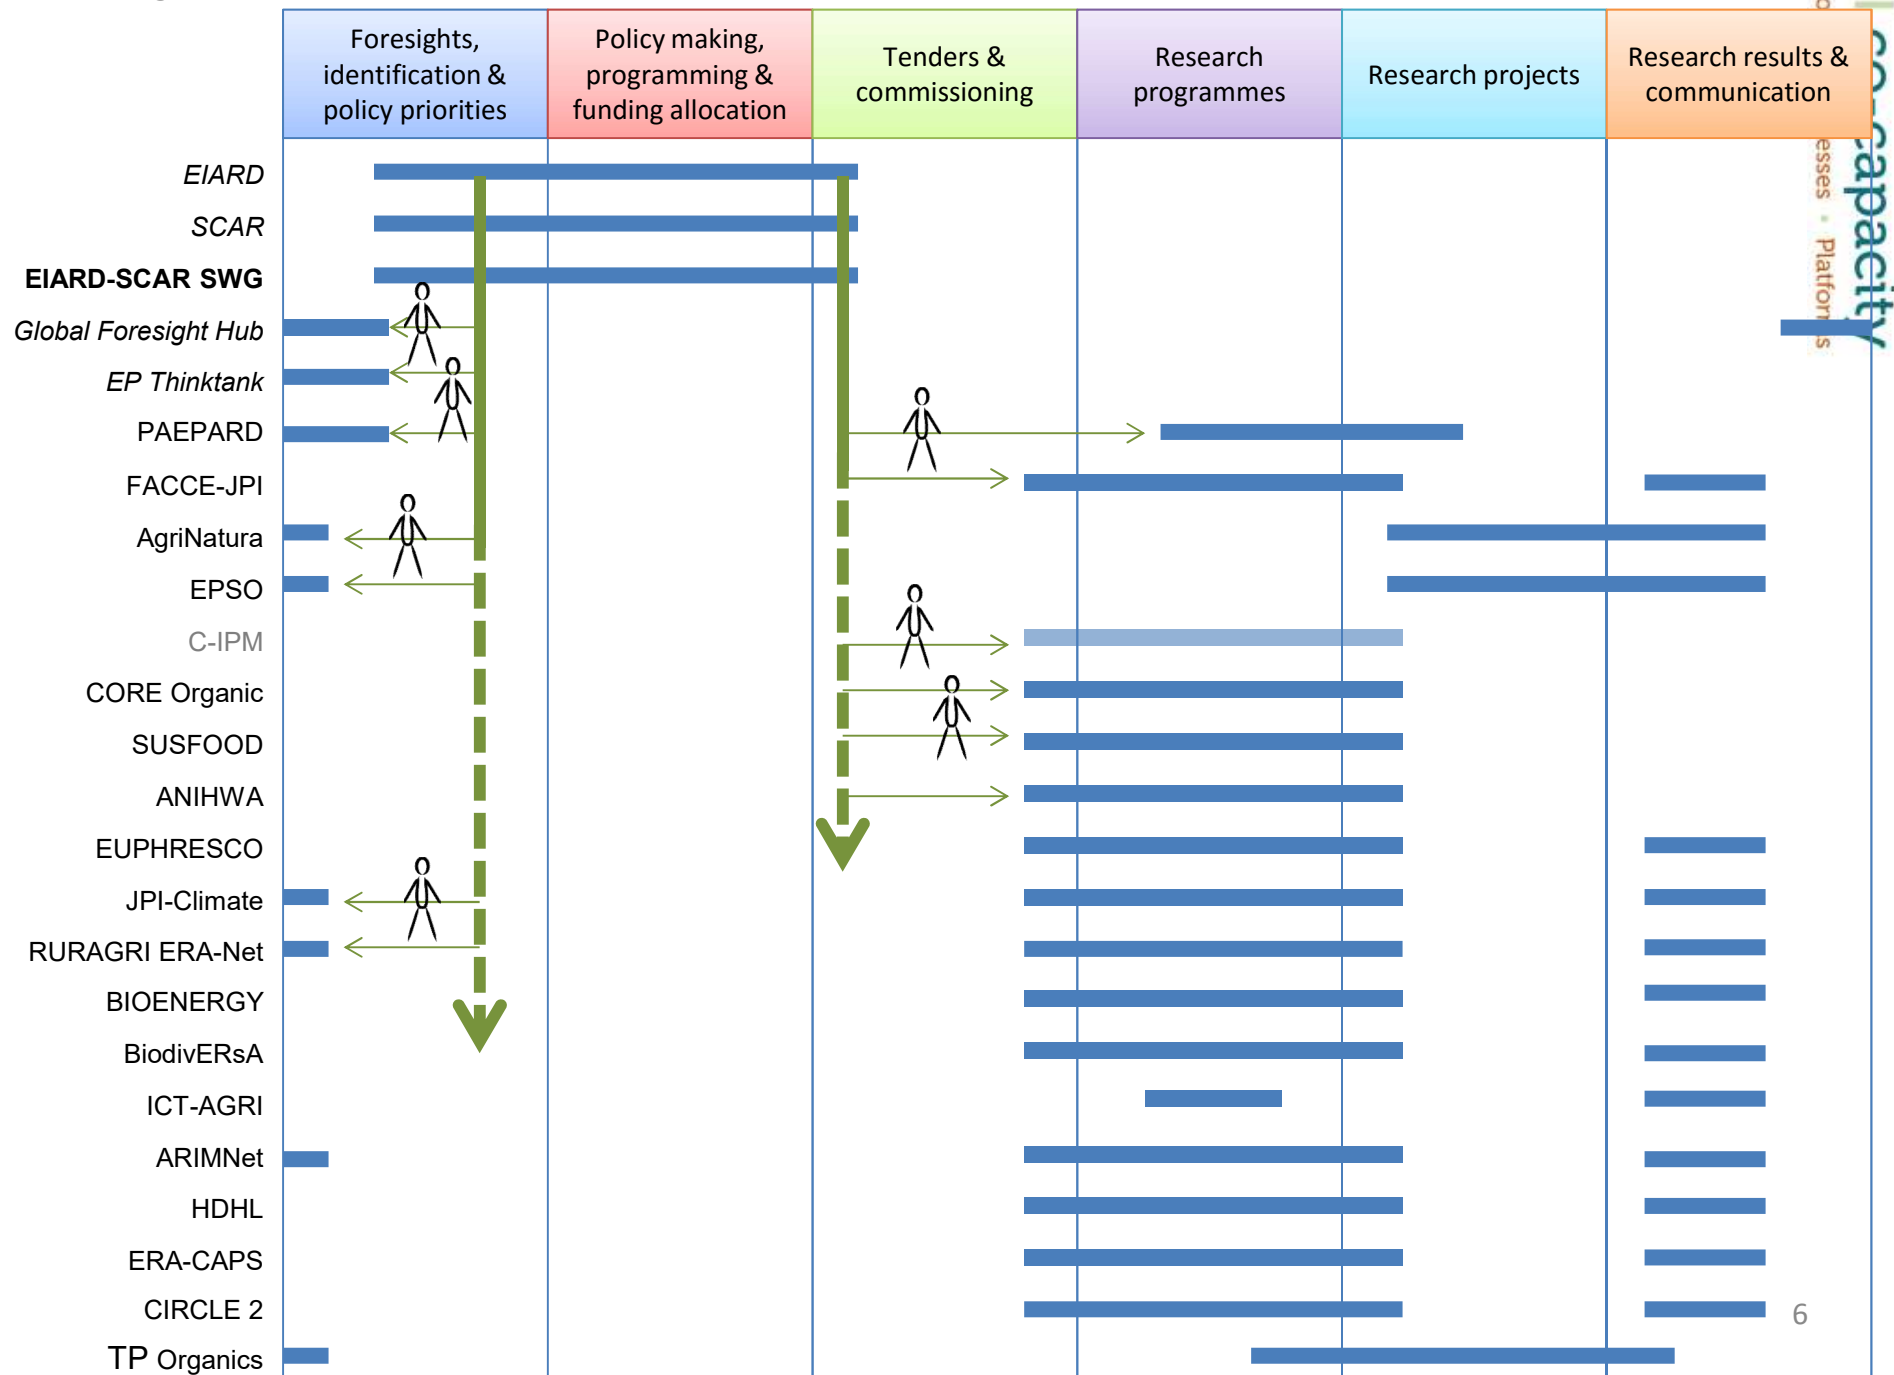 Foresights,
identification &
policy priorities
Policy making,
programming &
funding allocation
Tenders &
commissioning
Research
programmes
Research projects
Research results &
communication
EIARD
SCAR
EIARD-SCAR SWG
Global Foresight Hub
EP Thinktank
PAEPARD
FACCE-JPI
AgriNatura
EPSO
C-IPM
CORE Organic
SUSFOOD
ANIHWA
EUPHRESCO
JPI-Climate
RURAGRI ERA-Net
BIOENERGY
BiodivERsA
ICT-AGRI
ARIMNet
HDHL
ERA-CAPS
CIRCLE 2
TP Organics
capacity
Platforms
6